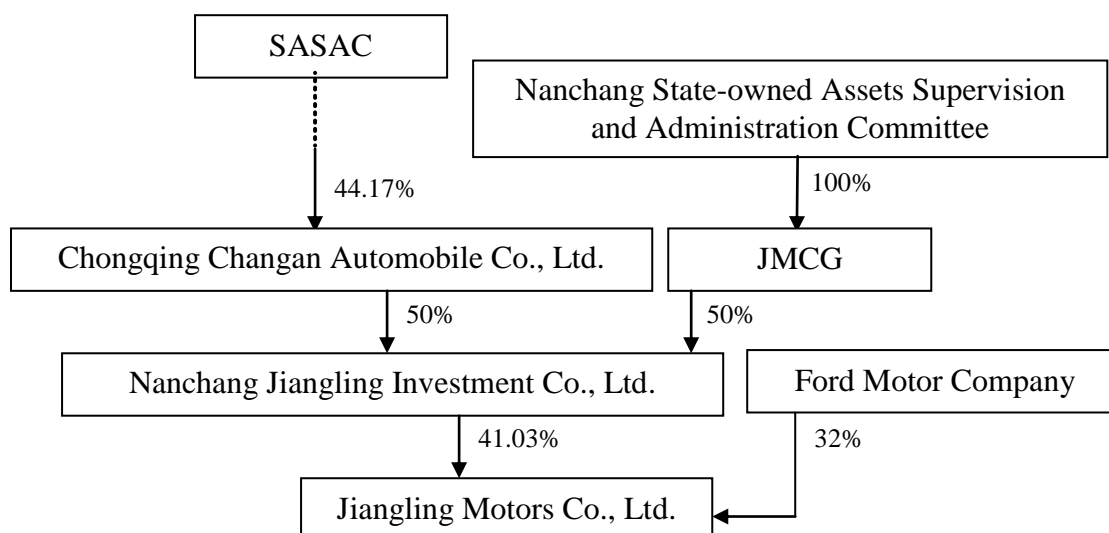 SASAC
Nanchang State-owned Assets Supervision
and Administration Committee
44.17%
100%
Chongqing Changan Automobile Co., Ltd.
JMCG
50%
50%
Nanchang Jiangling Investment Co., Ltd.
Ford Motor Company
41.03%
32%
Jiangling Motors Co., Ltd.